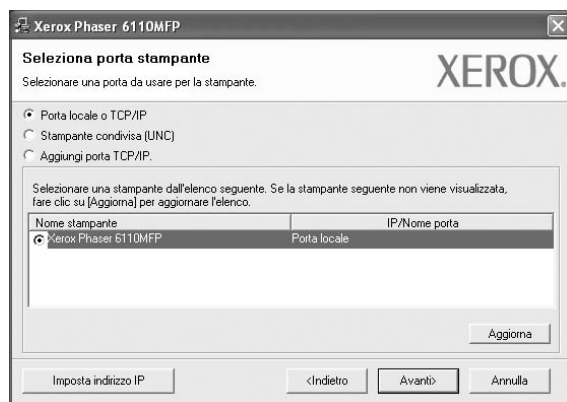 Xerox Phaser 6110MFP
Seleziona porta stampante
Selezionare una porta da usare per la stampante.
XEROX.
Porta locale o TCP/IP
Stampante condivisa (UNC)
Aggiungi porta TCP/IP.
Selezionare una stampante dall'elenco seguente. Se la stampante seguente non viene visualizzata,
fare clic su [Aggiorna] per aggiornare l'elenco.
Nome stampante IP/Nome porta
Xerox Phaser 6110MFP Porta locale
Aggiorna
Imposta indirizzo IP <Indietro Avanti> Annulla